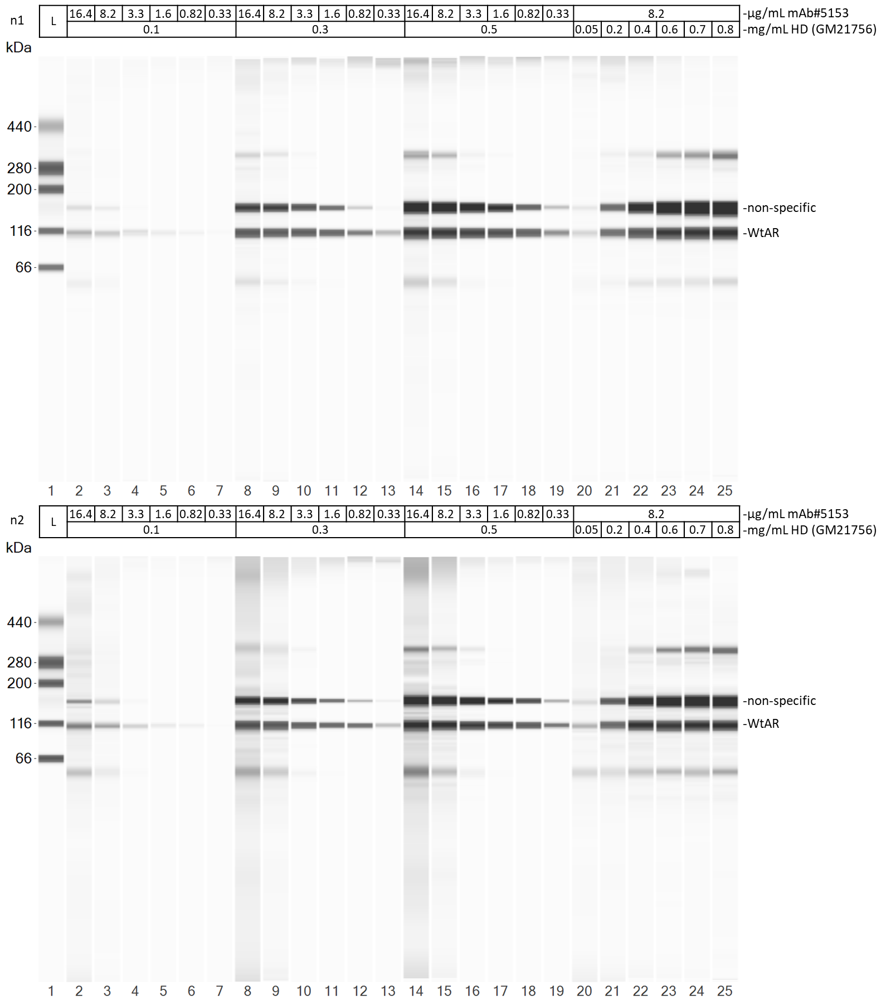 n1 L 16.4 8.2 3.3 1.6 0.82 0.33 16.4 8.2 3.3 1.6 0.82 0.33 16.4 8.2 3.3 1.6 0.82 0.33 8.2 -µg/mL mAb#5153
0.1 0.3 0.5 0.05 0.2 0.4 0.6 0.7 0.8 -mg/mL HD (GM21756)
kDa
440
280
200
-non-specific
116
-WtAR
66
1 2 3 4 5 6 7 8 9 10 11 12 13 14 15 16 17 18 19 20 21 22 23 24 25
n2 L 16.4 8.2 3.3 1.6 0.82 0.33 16.4 8.2 3.3 1.6 0.82 0.33 16.4 8.2 3.3 1.6 0.82 0.33 8.2 -µg/mL mAb#5153
0.1 0.3 0.5 0.05 0.2 0.4 0.6 0.7 0.8 -mg/mL HD (GM21756)
kDa
440
280
200
-non-specific
116
-WtAR
66
1 2 3 4 5 6 7 8 9 10 11 12 13 14 15 16 17 18 19 20 21 22 23 24 25